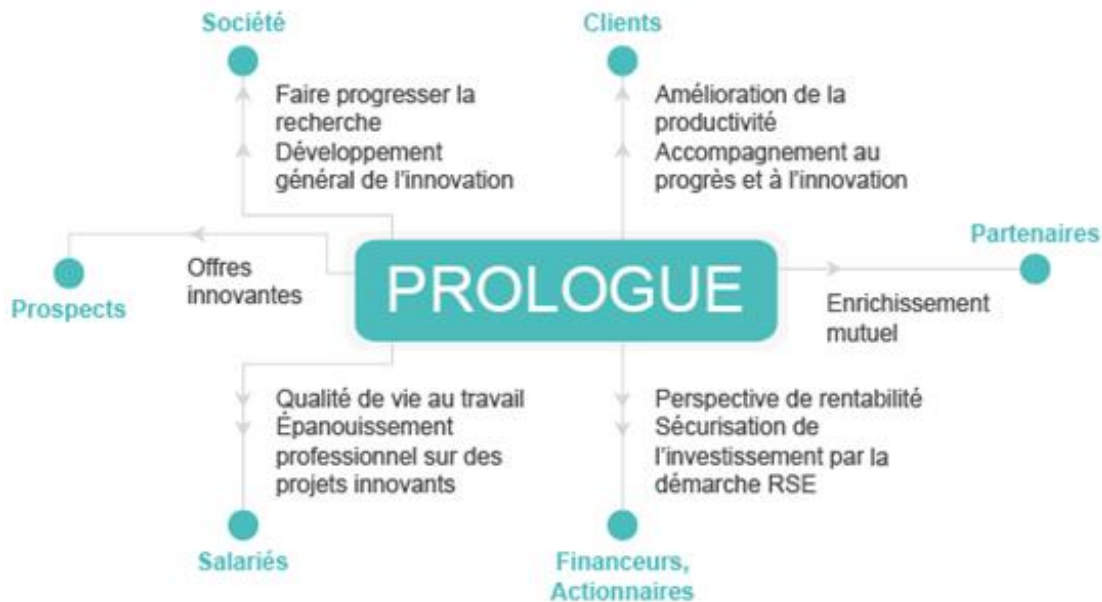 Société
Faire progresser la
recherche
Développement
général de l'innovation
Clients
Amélioration de la
productivité
Accompagnement au
progrès et à l'innovation
Prospects
Offres
innovantes
PROLOGUE
Partenaires
Enrichissement
mutuel
Qualité de vie au travail
Épanouissement
professionnel sur des
projets innovants
Salariés
Perspective de rentabilité
Sécurisation de
l'investissement par la
démarche RSE
Financeurs,
Actionnaires